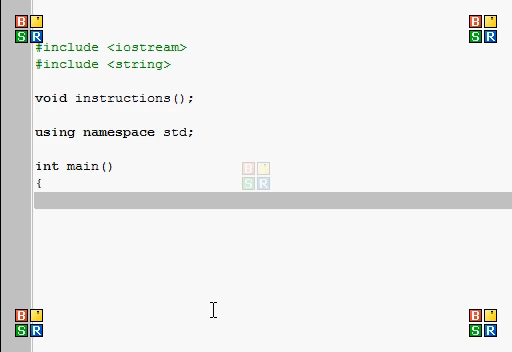 B '
S R
B '
S R
#include <iostream>
#include <string>
void instructions();
using namespace std;
int main()
B '
S R
{
B '
S R
B '
S R